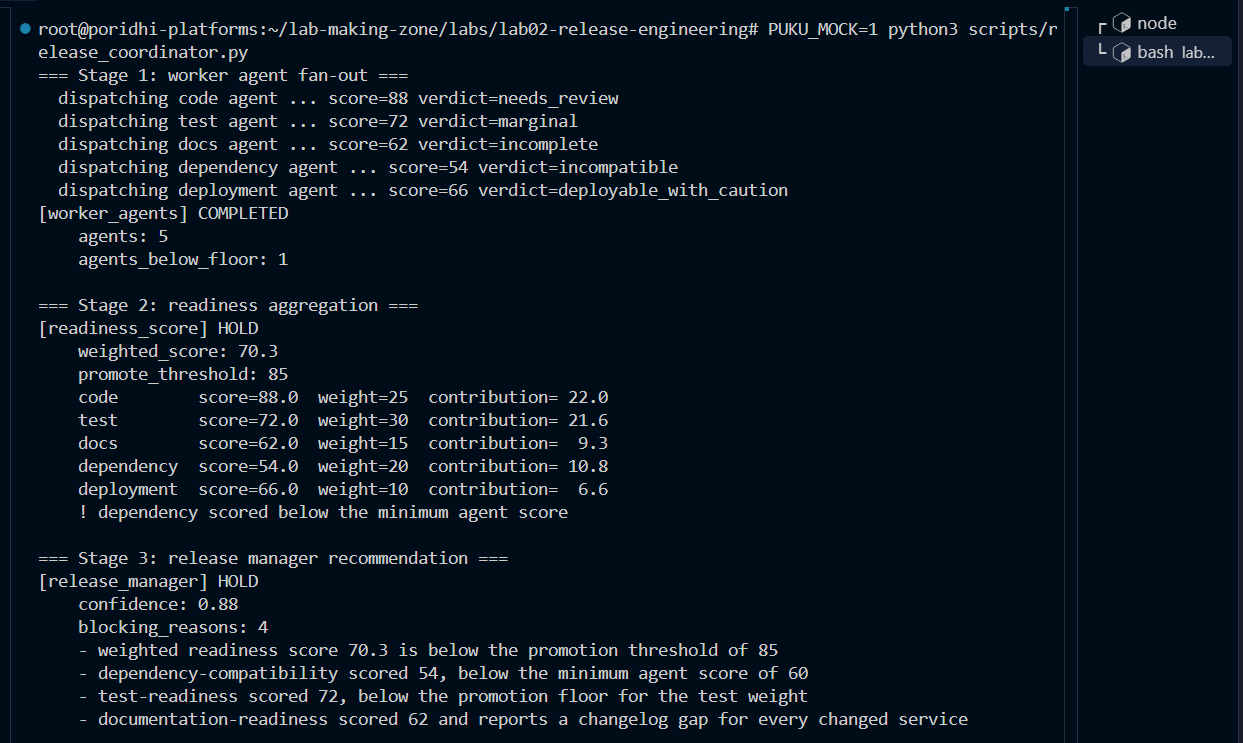 root@poridhi-platforms:~/lab-making-zone/labs/lab02-release-engineering# PUKU_MOCK=1 python3 scripts/r
elease_coordinator.py
=== Stage 1: worker agent fan-out ===
  dispatching code agent ... score=88 verdict=needs_review
  dispatching test agent ... score=72 verdict=marginal
  dispatching docs agent ... score=62 verdict=incomplete
  dispatching dependency agent ... score=54 verdict=incompatible
  dispatching deployment agent ... score=66 verdict=deployable_with_caution
[worker_agents] COMPLETED
    agents: 5
    agents_below_floor: 1

=== Stage 2: readiness aggregation ===
[readiness_score] HOLD
    weighted_score: 70.3
    promote_threshold: 85
    code        score=88.0  weight=25  contribution= 22.0
    test        score=72.0  weight=30  contribution= 21.6
    docs        score=62.0  weight=15  contribution=  9.3
    dependency  score=54.0  weight=20  contribution= 10.8
    deployment  score=66.0  weight=10  contribution=  6.6
    ! dependency scored below the minimum agent score

=== Stage 3: release manager recommendation ===
[release_manager] HOLD
    confidence: 0.88
    blocking_reasons: 4
    - weighted readiness score 70.3 is below the promotion threshold of 85
    - dependency-compatibility scored 54, below the minimum agent score of 60
    - test-readiness scored 72, below the promotion floor for the test weight
    - documentation-readiness scored 62 and reports a changelog gap for every changed service
node
bash lab...